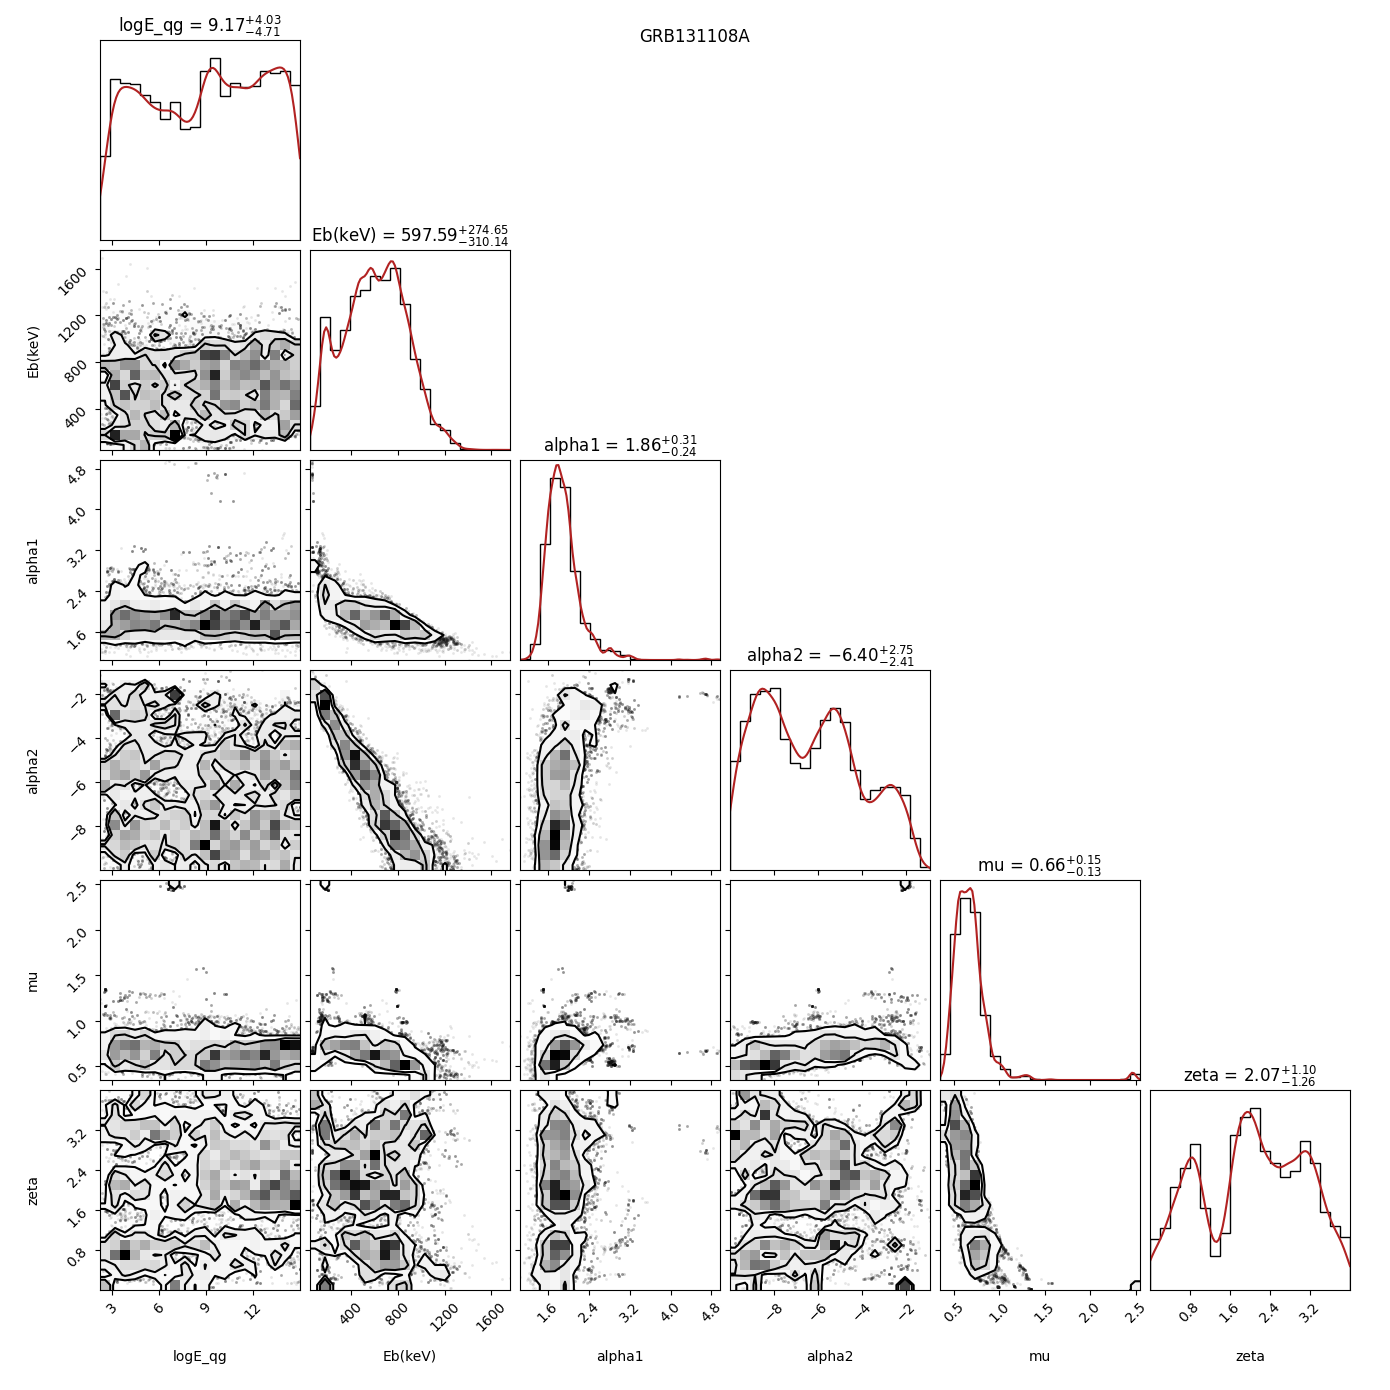 GRB131108A
logE_qg = 9.17+4.03−4.71
Eb(keV) = 597.59+274.65−310.14
1600
1200
800
400
Eb(keV)
alpha1 = 1.86+0.31−0.24
4.8
4.0
3.2
2.4
1.6
alpha1
alpha2 = −6.40+2.75−2.41
−2
−4
−6
−8
alpha2
mu = 0.66+0.15−0.13
2.5
2.0
1.5
1.0
0.5
mu
zeta = 2.07+1.10−1.26
3.2
2.4
1.6
0.8
zeta
3 6 9 12
400 800 1200 1600
1.6 2.4 3.2 4.0 4.8
−8 −6 −4 −2
0.5 1.0 1.5 2.0 2.5
0.8 1.6 2.4 3.2
logE_qg Eb(keV) alpha1 alpha2 mu zeta